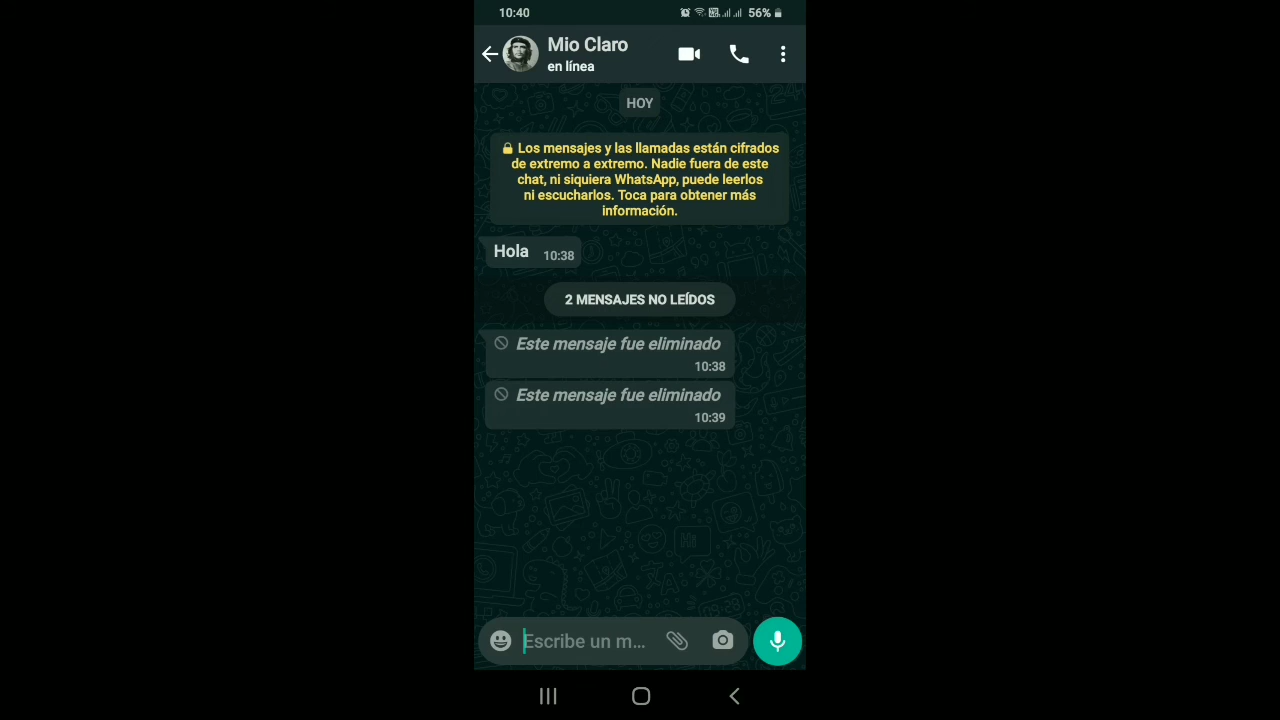 10:40
56%
Mio Claro
en línea
HOY
Los mensajes y las llamadas están cifrados
de extremo a extremo. Nadie fuera de este
chat, ni siquiera WhatsApp, puede leerlos
ni escucharlos. Toca para obtener más
información.
Hola 10:38
2 MENSAJES NO LEÍDOS
Este mensaje fue eliminado
10:38
Este mensaje fue eliminado
10:39
Escribe un m...